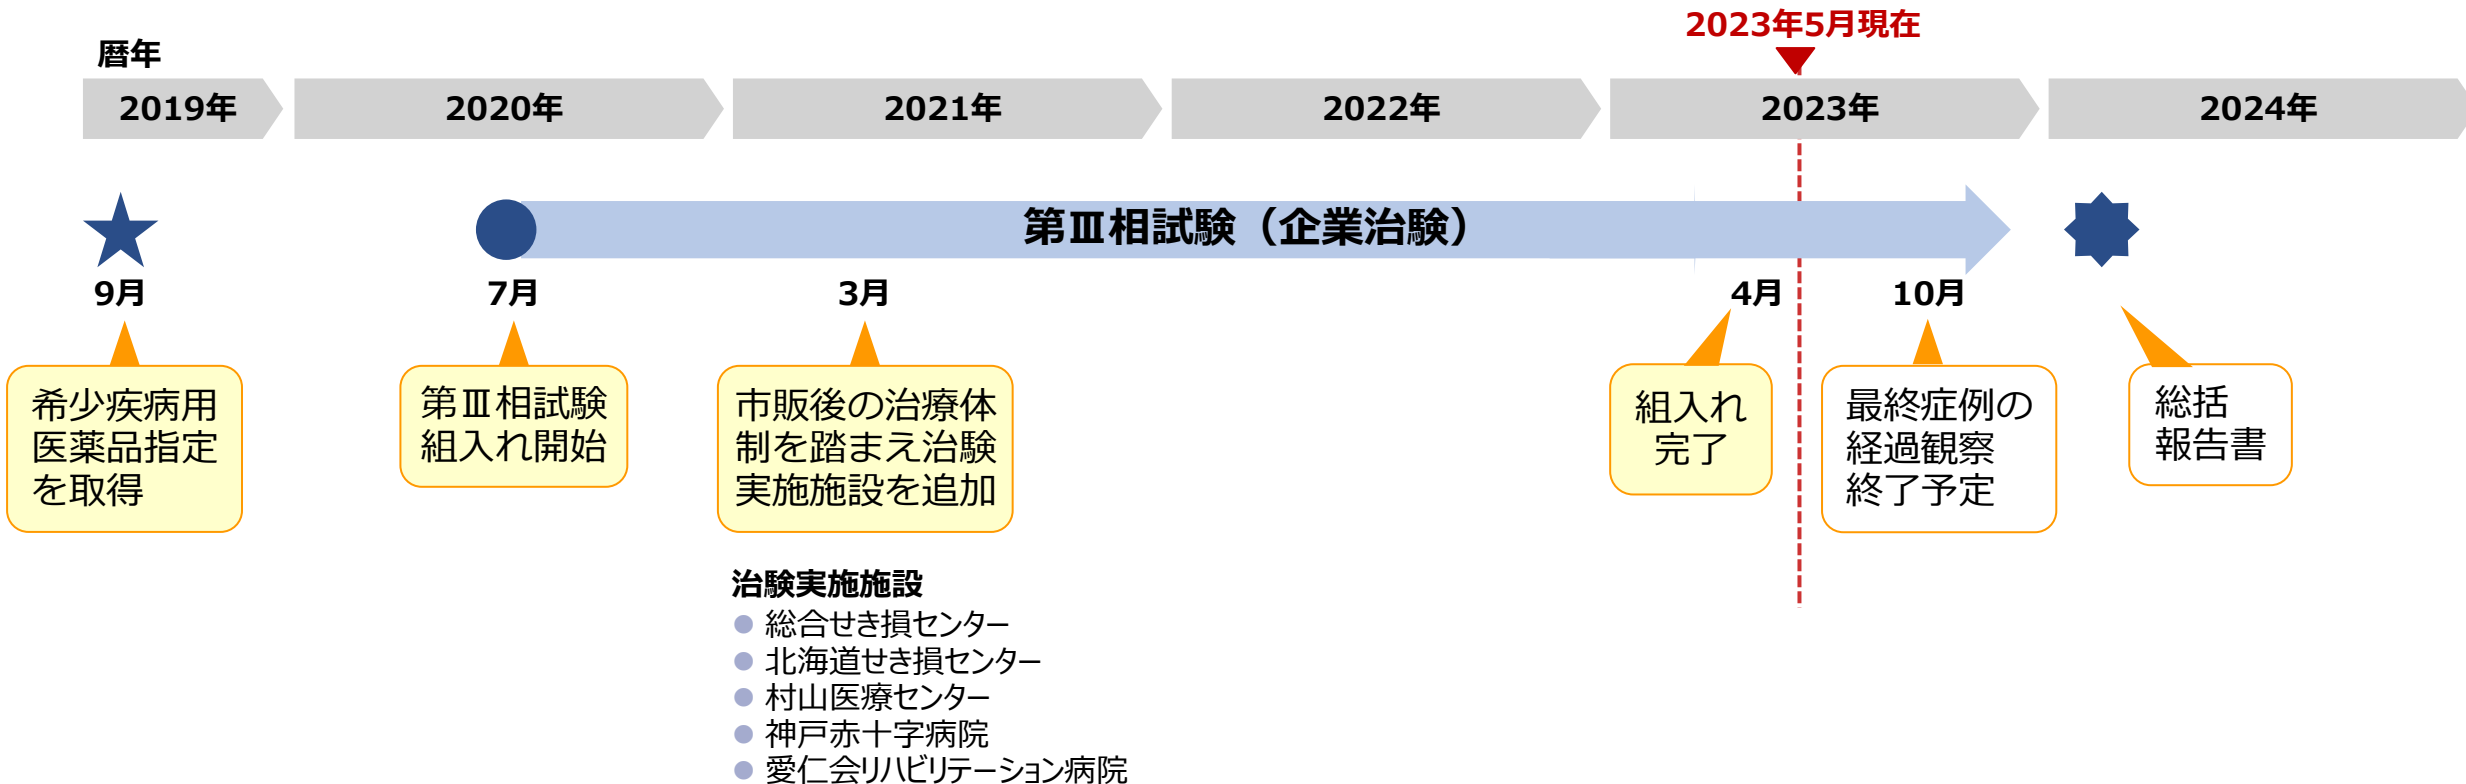 2023年5月現在
暦年
2019年
2020年
2021年
2022年
2023年
2024年
第Ⅲ相試験（企業治験）
9月
7月
3月
4月
10月
希少疾病用
医薬品指定
を取得
第Ⅲ相試験
組入れ開始
市販後の治療体
制を踏まえ治験
実施施設を追加
組入れ
完了
最終症例の
経過観察
終了予定
総括
報告書
治験実施施設
● 総合せき損センター
● 北海道せき損センター
● 村山医療センター
● 神戸赤十字病院
● 愛仁会リハビリテーション病院